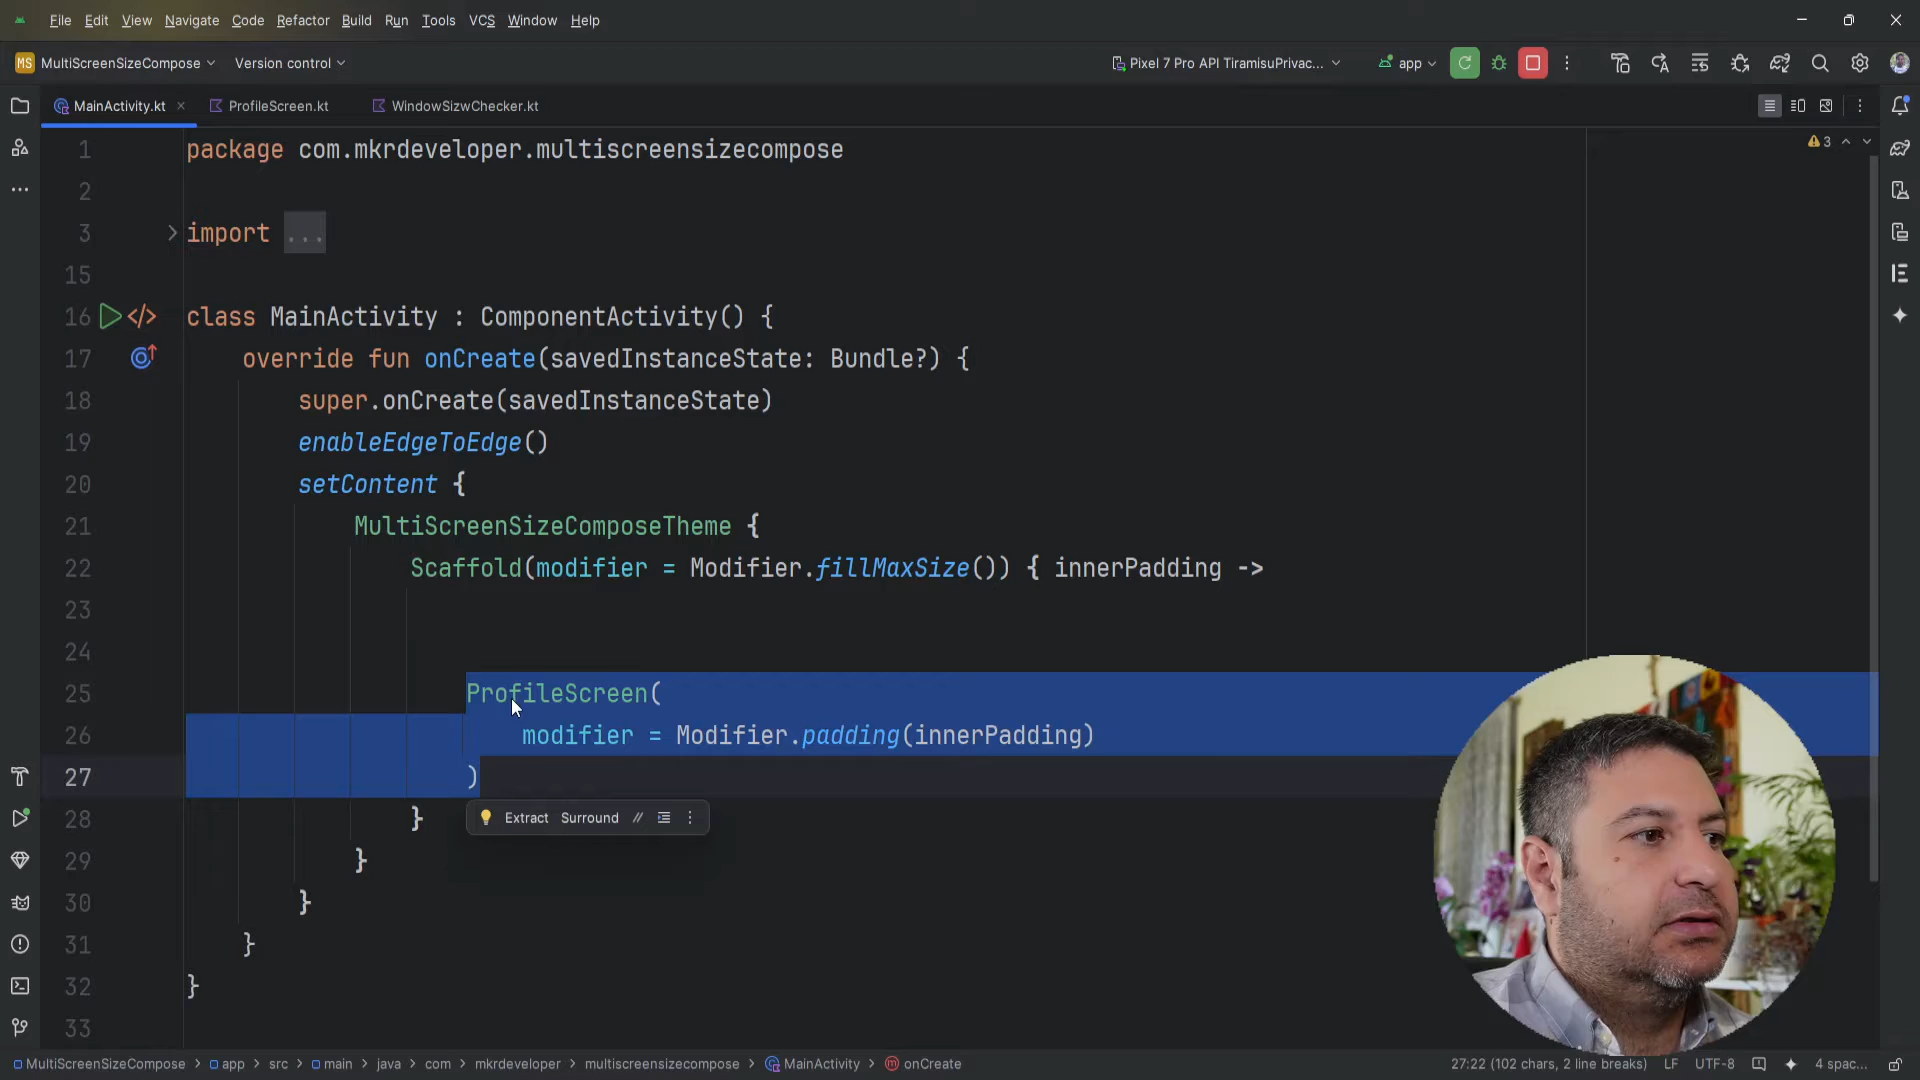 File Edit View Navigate Code Refactor Build Run Tools VCS Window Help
MS MultiScreenSizeCompose Version control Pixel 7 Pro API TiramisuPrivac... app
MainActivity.kt ProfileScreen.kt WindowSizwChecker.kt
1 package com.mkrdeveloper.multiscreensizecompose 3
2
3 import ...
15
16 class MainActivity : ComponentActivity() {
17 override fun onCreate(savedInstanceState: Bundle?) {
18 super.onCreate(savedInstanceState)
19 enableEdgeToEdge()
20 setContent {
21 MultiScreenSizeComposeTheme {
22 Scaffold(modifier = Modifier.fillMaxSize()) { innerPadding ->
23
24
25 ProfileScreen(
26 modifier = Modifier.padding(innerPadding)
27 )
28 }
Extract Surround //
29 }
30 }
31 }
32 }
33
MultiScreenSizeCompose > app > src > main > java > com > mkrdeveloper > multiscreensizecompose > MainActivity > onCreate 27:22 (102 chars, 2 line breaks) LF UTF-8 4 spac...